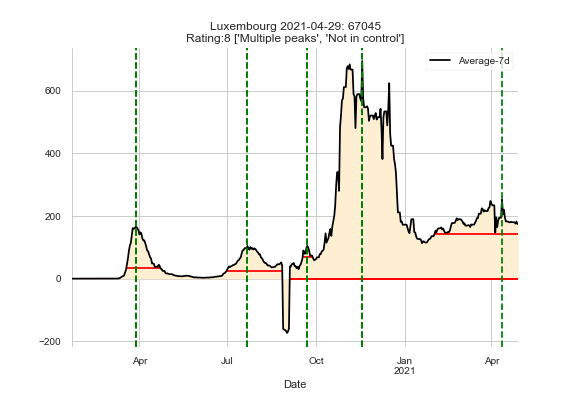 Luxembourg 2021-04-29: 67045
Rating:8 ['Multiple peaks', 'Not in control']
Average-7d
600
400
200
0
−200
Apr
Jul
Oct
Jan
2021
Apr
Date